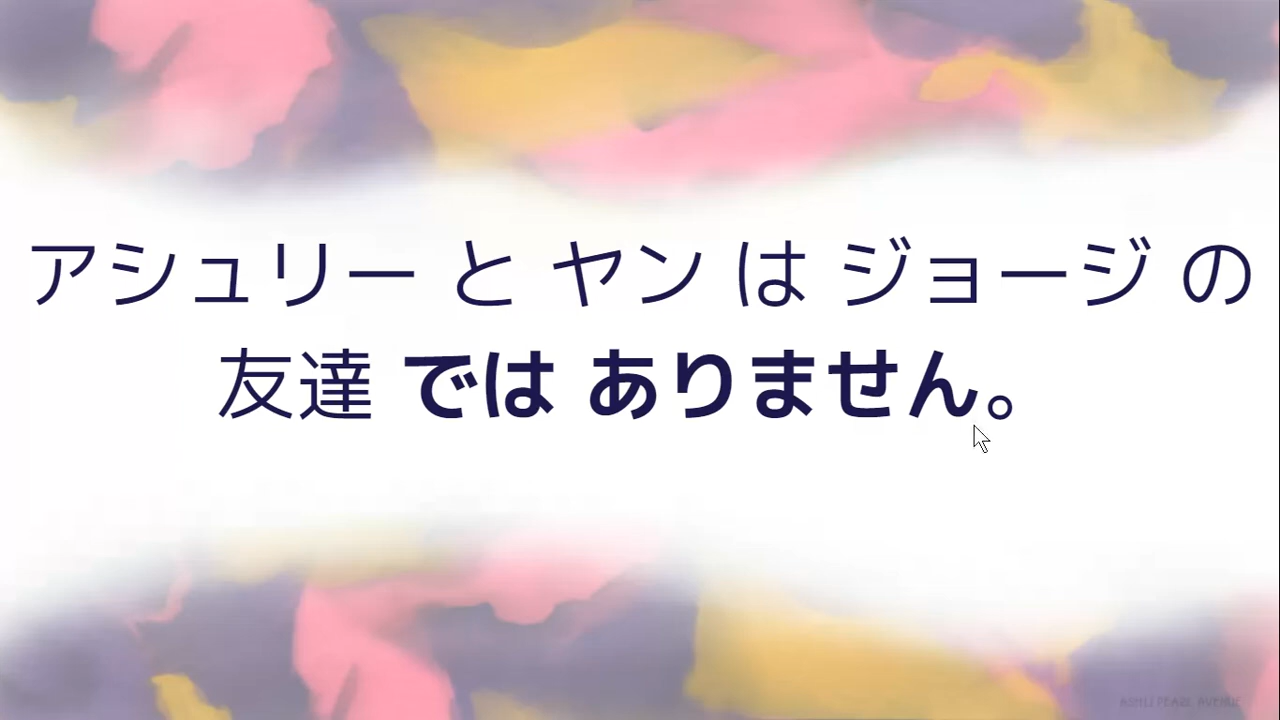 アシュリー と ヤン は ジョージ の
友達 では ありません。